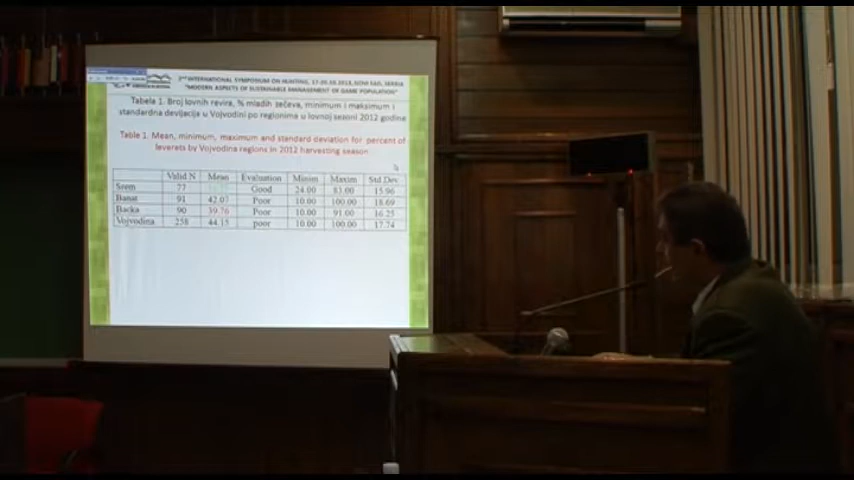 2nd INTERNATIONAL SYMPOSIUM ON HUNTING, 17-20.10.2013, NOVI SAD, SERBIA
"MODERN ASPECTS OF SUSTAINABLE MANAGEMENT OF GAME POPULATION"
Tabela 1. Broj lovnih revira, % mladih zečeva, minimum i maksimum i
standardna devijacija u Vojvodini po regionima u lovnoj sezoni 2012 godine
Table 1. Mean, minimum, maximum and standard deviation for percent of
leverets by Vojvodina regions in 2012 harvesting season
Valid N Mean Evaluation Minim Maxim Std.Dev.
Srem 77 Good 24.00 83.00 15.96
Banat 91 42.07 Poor 10.00 100.00 18.69
Backa 90 39.76 Poor 10.00 91.00 16.25
Vojvodina 258 44.15 poor 10.00 100.00 17.74